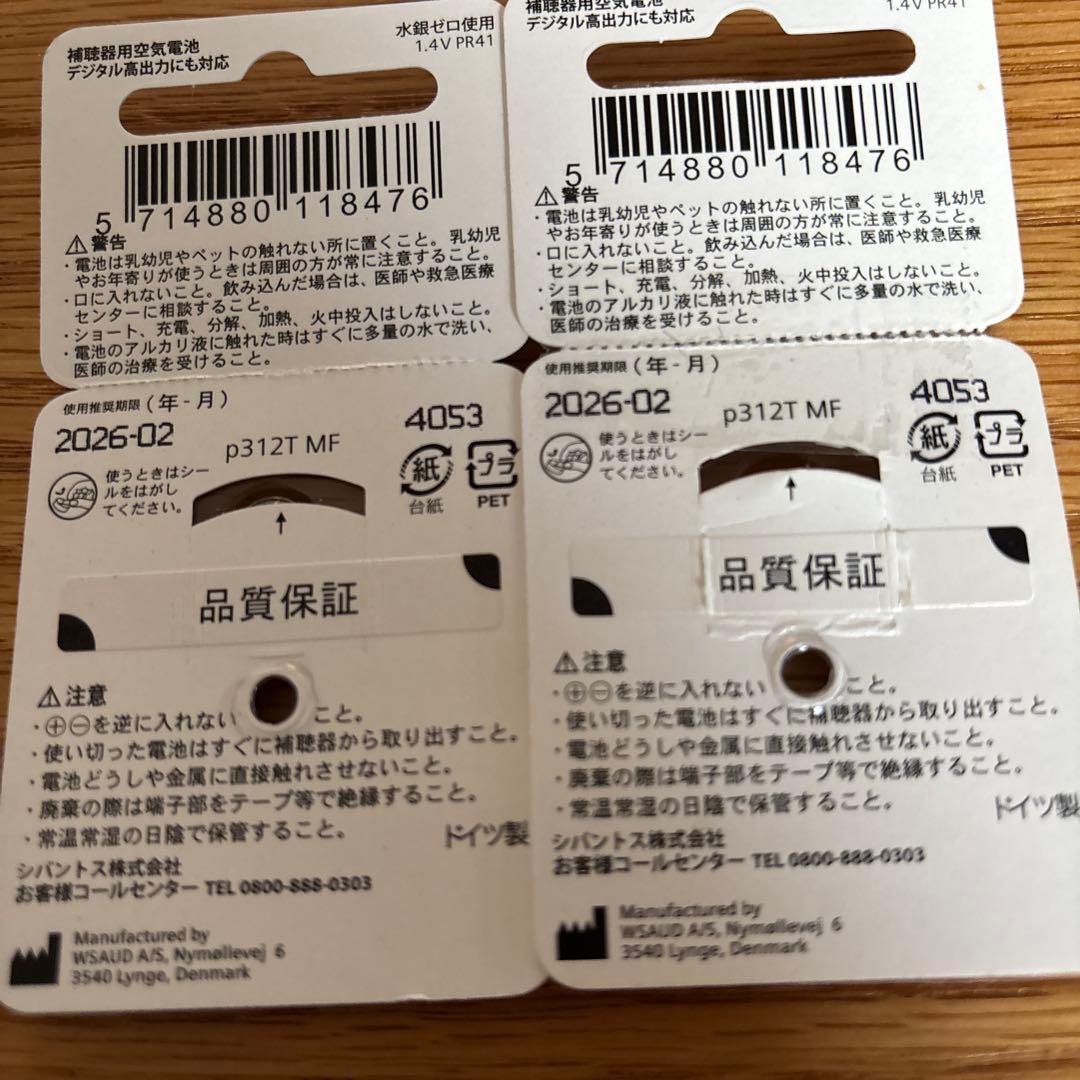 補聴器用空気電池
デジタル高出力にも対応
水銀ゼロ使用
1.4V PR41
5 714880 118476
⚠警告
・電池は乳幼児やペットの触れない所に置くこと。乳幼児
やお年寄りが使うときは周囲の方が常に注意すること。
・口に入れないこと。飲み込んだ場合は、医師や救急医療
センターに相談すること。
・ショート、充電、分解、加熱、火中投入はしないこと。
・電池のアルカリ液に触れた時はすぐに多量の水で洗い、
医師の治療を受けること。
使用推奨期限(年-月)
2026-02
p312T MF
4053
使うときはシー
ルをはがし
てください。
紙
台紙
プラ
PET
品質保証
⚠注意
・⊕⊖を逆に入れない こと。
・使い切った電池はすぐに補聴器から取り出すこと。
・電池どうしや金属に直接触れさせないこと。
・廃棄の際は端子部をテープ等で絶縁すること。
・常温常湿の日陰で保管すること。
ドイツ製
シバントス株式会社
お客様コールセンター TEL 0800-888-0303
Manufactured by
WSAUD A/S, Nymøllevej 6
3540 Lynge, Denmark
補聴器用空気電池
デジタル高出力にも対応
1.4V PR41
5 714880 118476
⚠警告
・電池は乳幼児やペットの触れない所に置くこと。乳幼児
やお年寄りが使うときは周囲の方が常に注意すること。
・口に入れないこと。飲み込んだ場合は、医師や救急医療
センターに相談すること。
・ショート、充電、分解、加熱、火中投入はしないこと。
・電池のアルカリ液に触れた時はすぐに多量の水で洗い、
医師の治療を受けること。
使用推奨期限(年-月)
2026-02
p312T MF
4053
使うときはシー
ルをはがし
てください。
紙
台紙
プラ
PET
品質保証
⚠注意
・⊕⊖を逆に入れない こと。
・使い切った電池はすぐに補聴器から取り出すこと。
・電池どうしや金属に直接触れさせないこと。
・廃棄の際は端子部をテープ等で絶縁すること。
・常温常湿の日陰で保管すること。
ドイツ製
シバントス株式会社
お客様コールセンター TEL 0800-888-0303
Manufactured by
WSAUD A/S, Nymøllevej 6
3540 Lynge, Denmark